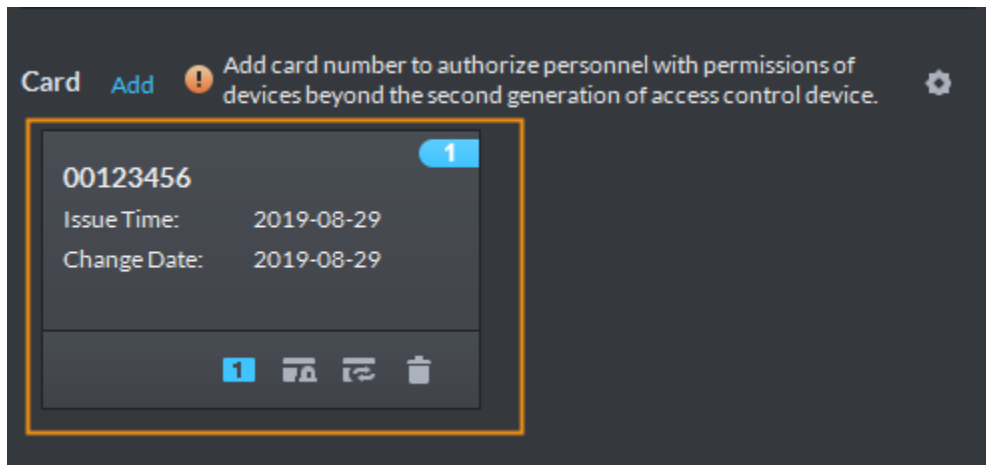 Card Add ! Add card number to authorize personnel with permissions of
devices beyond the second generation of access control device.
1
00123456
Issue Time: 2019-08-29
Change Date: 2019-08-29
1